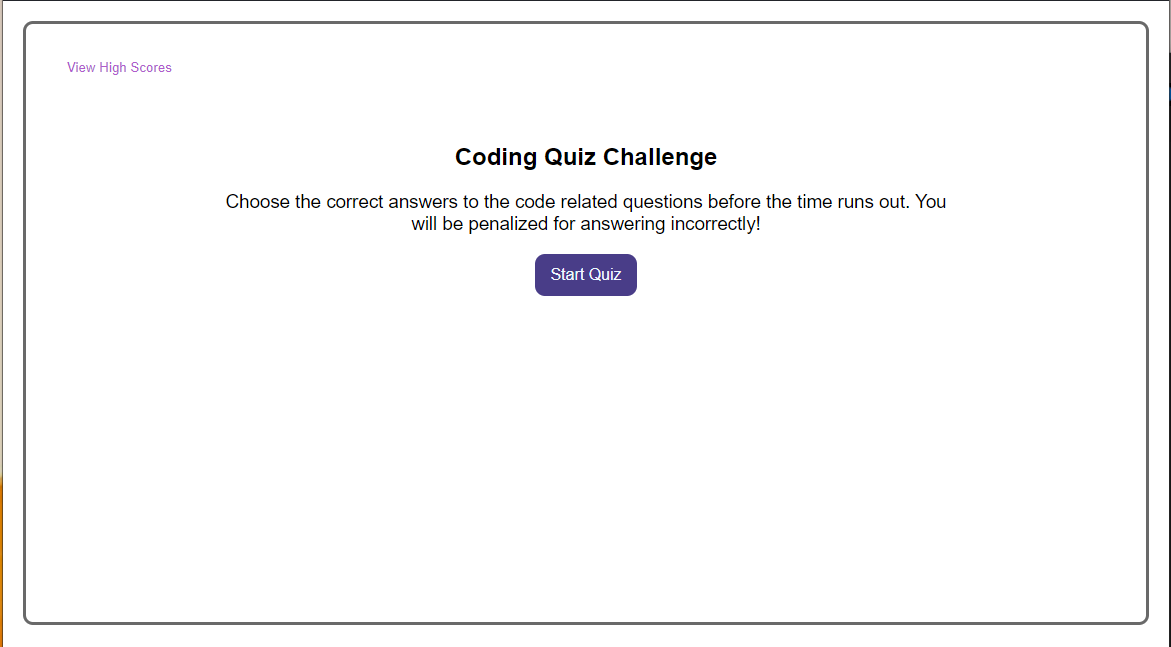 View High Scores
Coding Quiz Challenge
Choose the correct answers to the code related questions before the time runs out. You
will be penalized for answering incorrectly!
Start Quiz